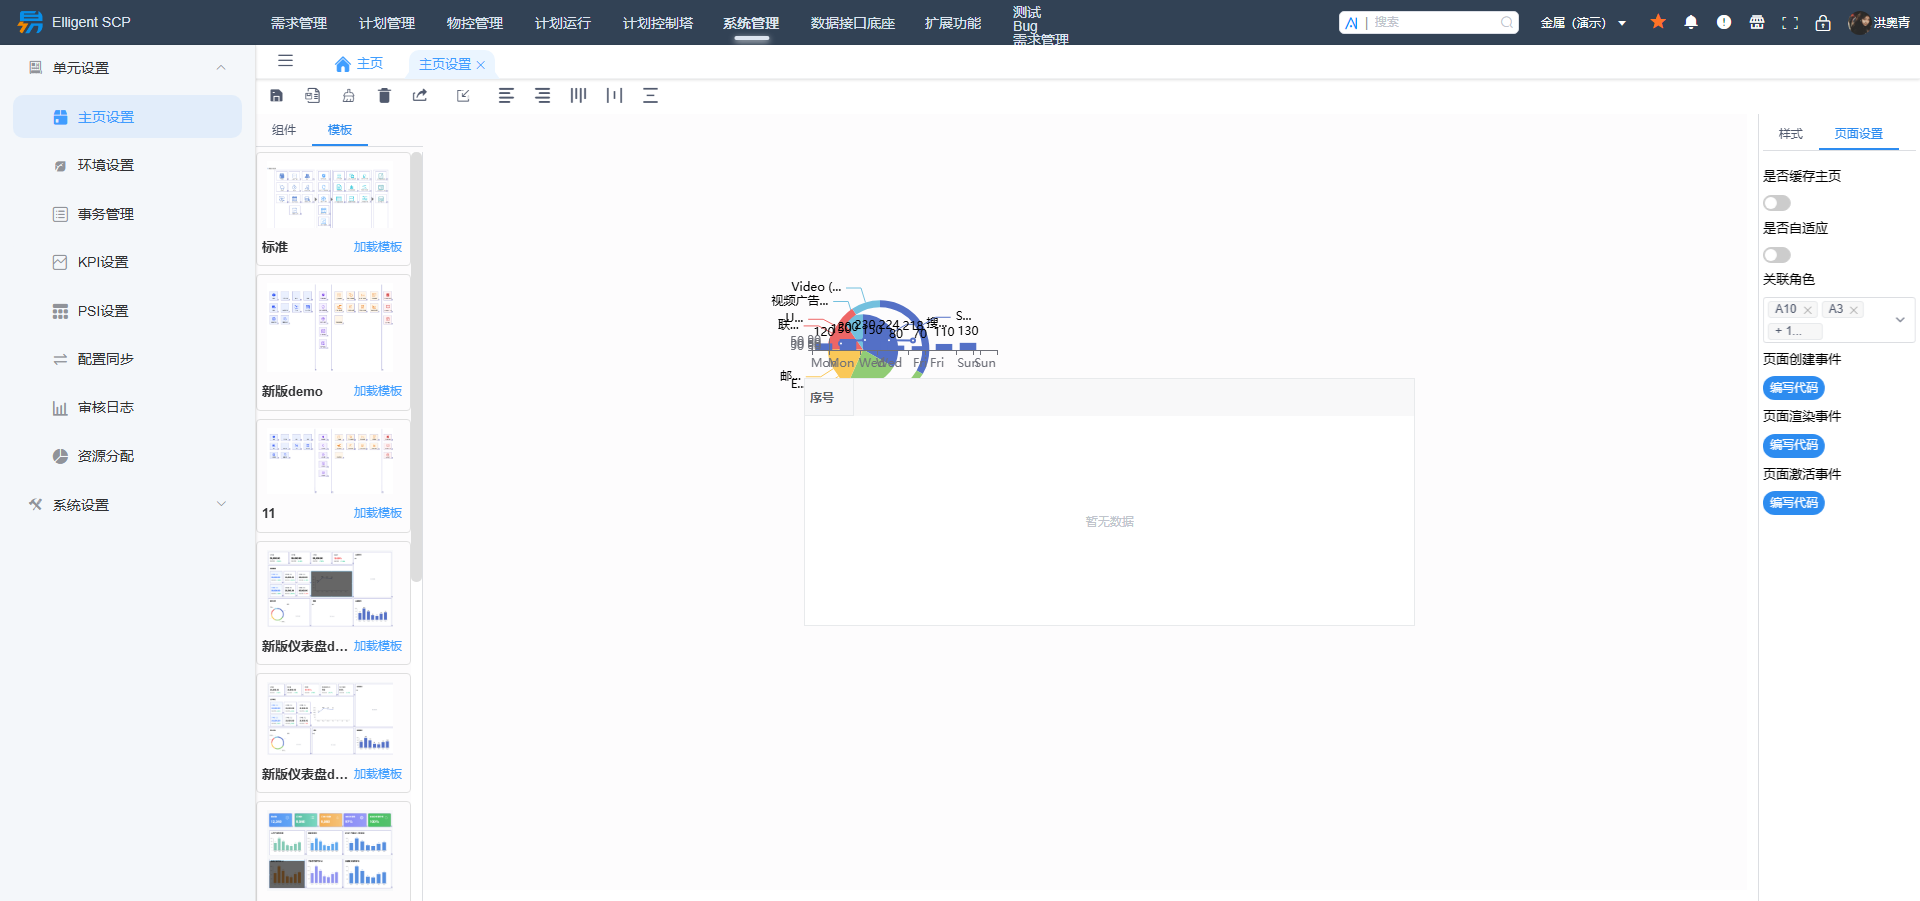 Elligent SCP
需求管理
计划管理
物控管理
计划运行
计划控制塔
系统管理
数据接口底座
扩展功能
测试
Bug
需求管理
AI | 搜索
金属（演示）
洪奥青
单元设置
主页设置
环境设置
事务管理
KPI设置
PSI设置
配置同步
审核日志
资源分配
系统设置
主页
主页设置
组件
模板
标准
加载模板
新版demo
加载模板
11
加载模板
新版仪表盘d...
加载模板
新版仪表盘d...
加载模板
Video (...
视频广告...
U...
联...
邮...
E...
S...
搜...
120
200
150
230
224
218
80
70
110
130
Mon
Mon
Wed
Wed
Fri
Fri
Sun
Sun
序号
暂无数据
样式
页面设置
是否缓存主页
是否自适应
关联角色
A10
A3
+ 1...
页面创建事件
编写代码
页面渲染事件
编写代码
页面激活事件
编写代码